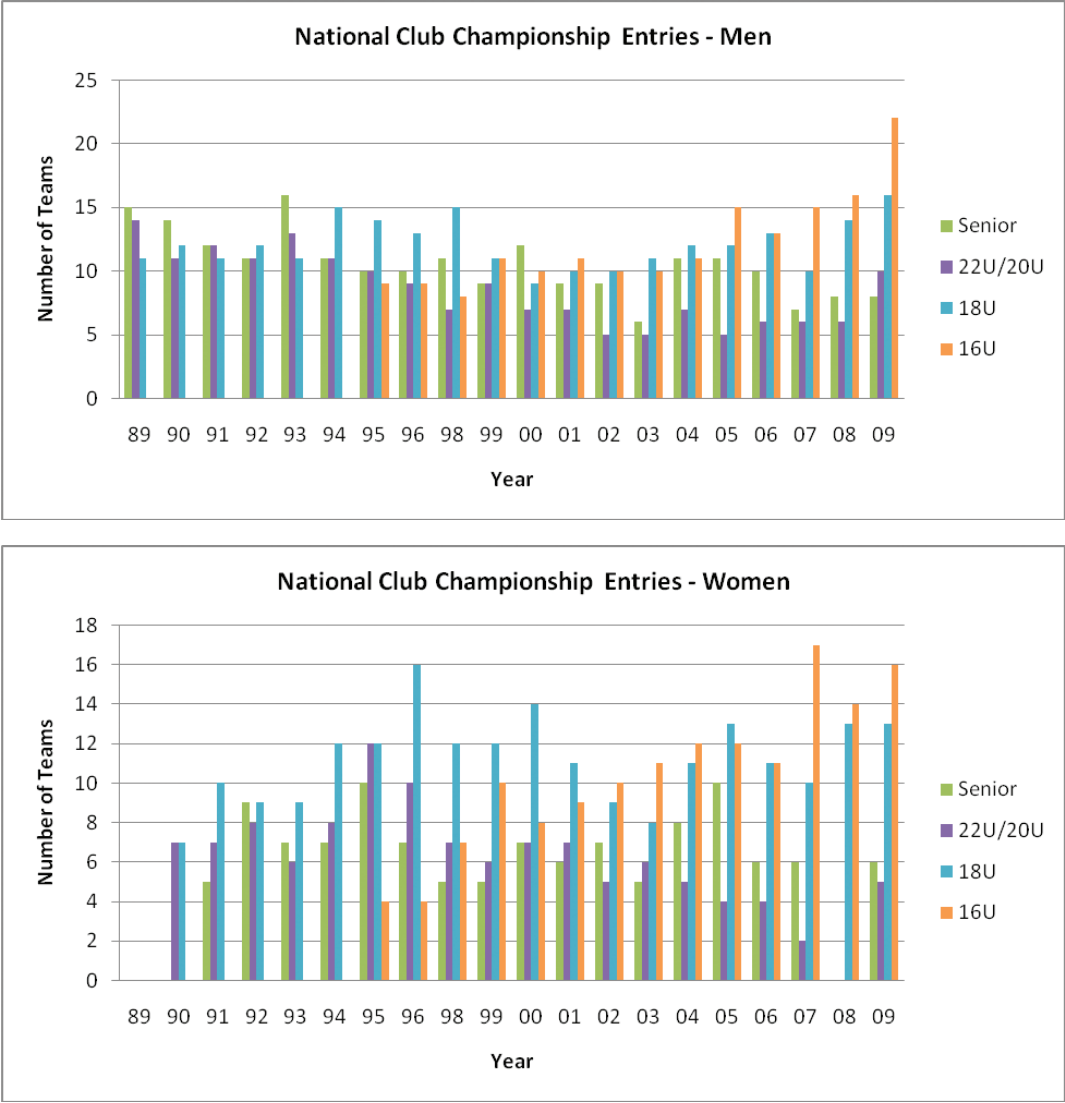 National Club Championship Entries - Men
25
20
15
10
5
0
Number of Teams
89 90 91 92 93 94 95 96 98 99 00 01 02 03 04 05 06 07 08 09
Year
Senior
22U/20U
18U
16U
National Club Championship Entries - Women
18
16
14
12
10
8
6
4
2
0
Number of Teams
89 90 91 92 93 94 95 96 98 99 00 01 02 03 04 05 06 07 08 09
Year
Senior
22U/20U
18U
16U